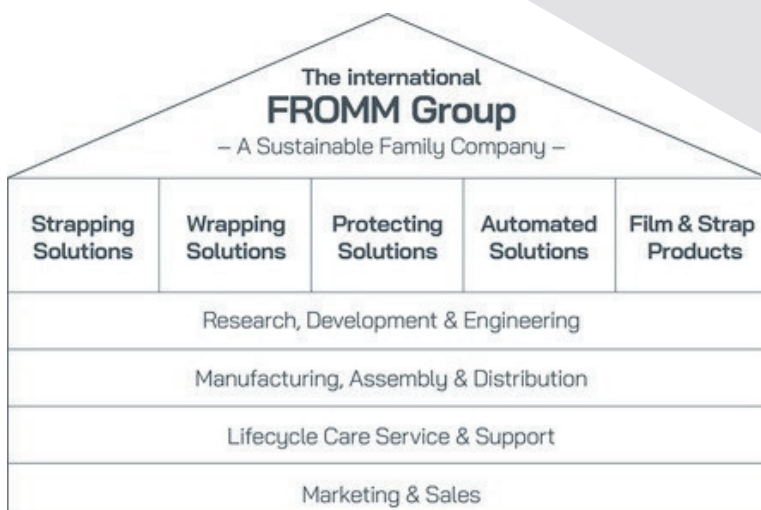 The international
FROMM Group
– A Sustainable Family Company –
Strapping
Solutions
Wrapping
Solutions
Protecting
Solutions
Automated
Solutions
Film & Strap
Products
Research, Development & Engineering
Manufacturing, Assembly & Distribution
Lifecycle Care Service & Support
Marketing & Sales